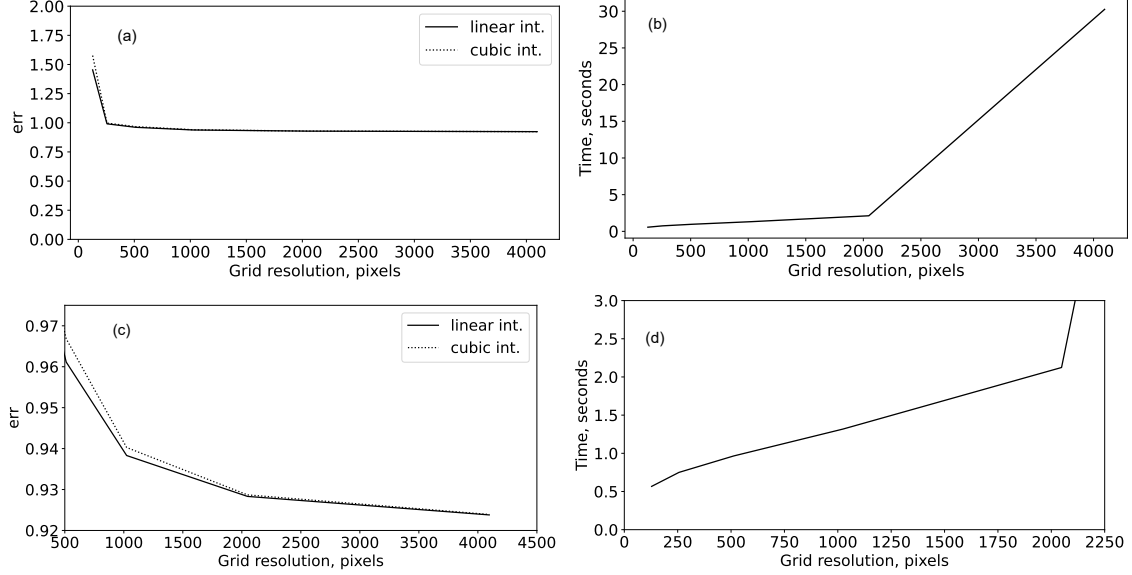 2.00
1.75
1.50
1.25
1.00
0.75
0.50
0.25
0.00
err
(a)
linear int.
cubic int.
0 500 1000 1500 2000 2500 3000 3500 4000
Grid resolution, pixels
30
25
20
15
10
5
0
Time, seconds
(b)
0 500 1000 1500 2000 2500 3000 3500 4000
Grid resolution, pixels
0.97
0.96
0.95
0.94
0.93
0.92
err
(c)
linear int.
cubic int.
500 1000 1500 2000 2500 3000 3500 4000 4500
Grid resolution, pixels
3.0
2.5
2.0
1.5
1.0
0.5
0.0
Time, seconds
(d)
0 250 500 750 1000 1250 1500 1750 2000 2250
Grid resolution, pixels